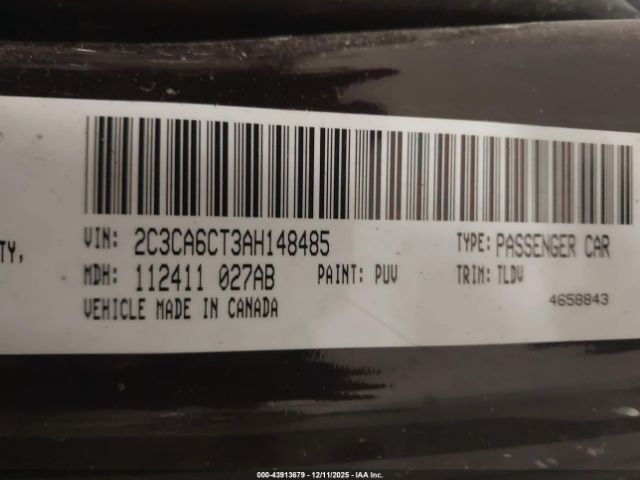 TY,
VIN: 2C3CA6CT3AH148485 TYPE: PASSENGER CAR
MDH: 112411 027AB PAINT: PUV TRIM: TLDV
VEHICLE MADE IN CANADA 4658843
000-43913679 - 12/11/2025 - IAA Inc.